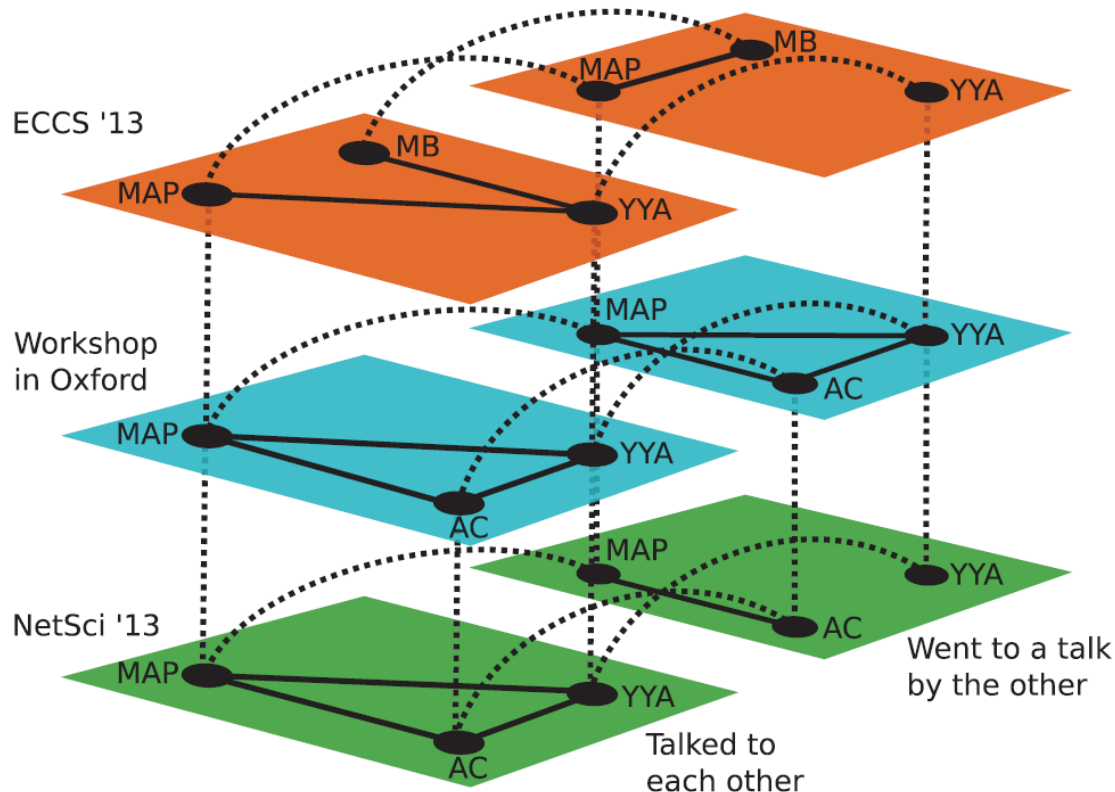 MB
MAP
YYA
ECCS '13
MB
MAP
YYA
MAP
YYA
Workshop
in Oxford
AC
MAP
YYA
AC
MAP
YYA
NetSci '13
AC
MAP
YYA
Went to a talk
by the other
AC
Talked to
each other